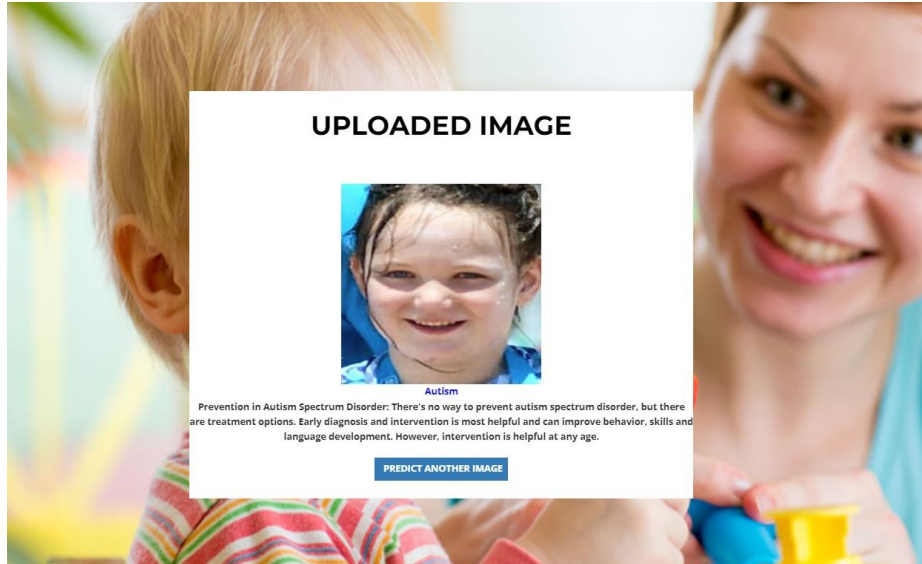 UPLOADED IMAGE
Autism
Prevention in Autism Spectrum Disorder: There's no way to prevent autism spectrum disorder, but there
are treatment options. Early diagnosis and intervention is most helpful and can improve behavior, skills and
language development. However, intervention is helpful at any age.
PREDICT ANOTHER IMAGE